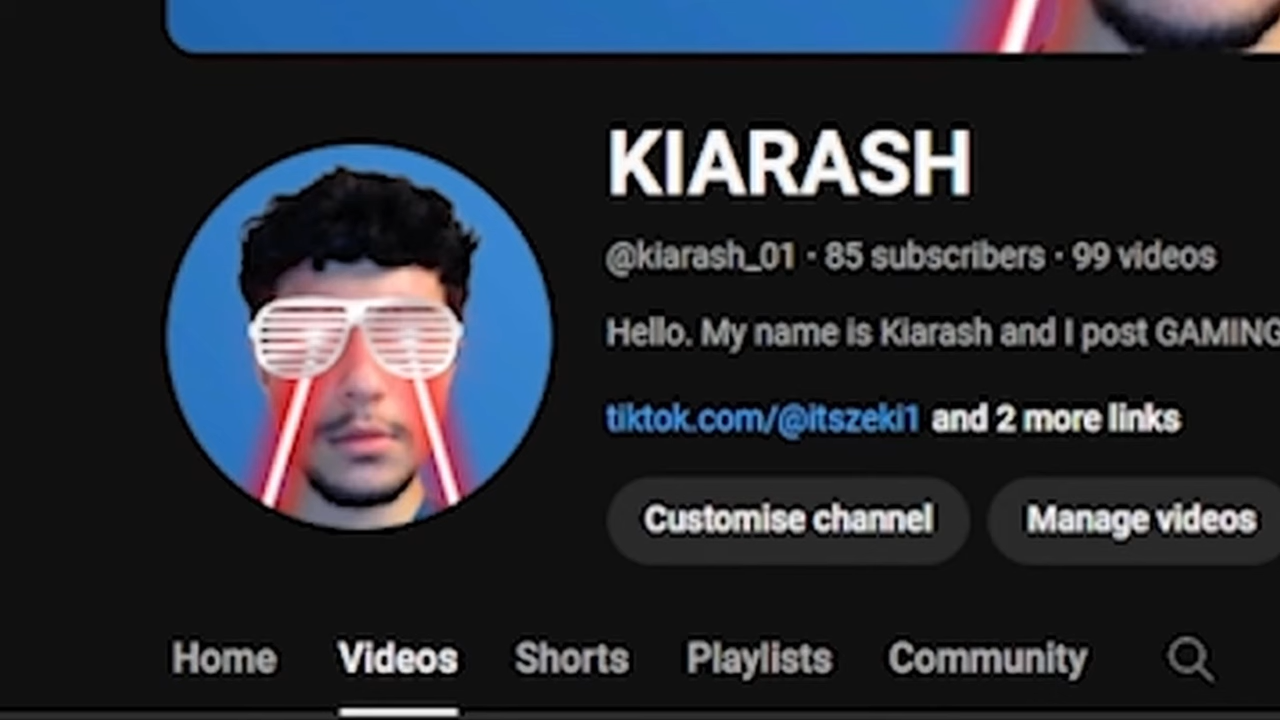 KIARASH
@kiarash_01 · 85 subscribers · 99 videos
Hello. My name is Kiarash and I post GAMING
tiktok.com/@itszeki1 and 2 more links
Customise channel Manage videos
Home Videos Shorts Playlists Community